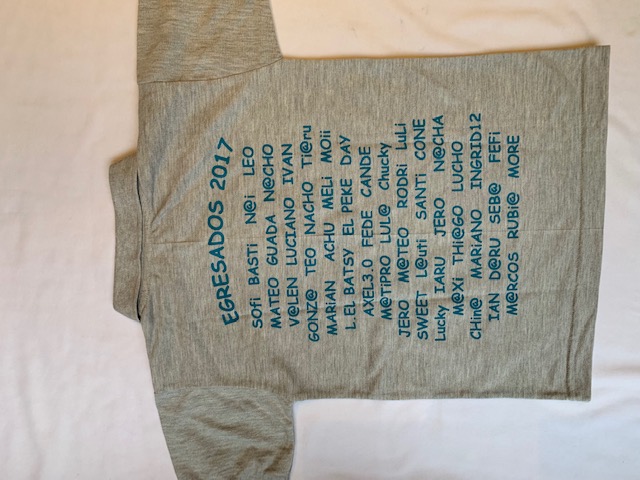 EGRESADOS 2017
SOfi BASTi N@i LEO
MATEO GUADA N@CHO
V@LEN LUCIANO IVAN
GONZ@ TEO NACHO Ti@ru
MARiAN ACHU MELi MOii
L.EL BATSY EL PEKE DAY
AXEL3.0 FEDE CANDE
M@TiPRO LUL@ Chucky
JERO M@TEO RODRi LuLi
SWEET L@uti SANTi CONE
Lucky IARU JERO N@CHA
M@Xi THi@GO LUCHO
CHin@ MARiANO INGRID12
IAN D@RU SEB@ FEFi
M@RCOS RUBI@ MORE